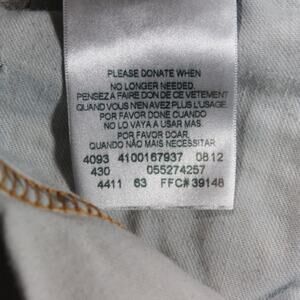 PLEASE DONATE WHEN
NO LONGER NEEDED.
PENSEZ A FAIRE DON DE CE VETEMENT
QUAND VOUS N'EN AVEZ PLUS L'USAGE.
POR FAVOR DONE CUANDO
NO LO VAYA A USAR MAS.
POR FAVOR DOAR,
QUANDO NÃO MAIS NECESSITAR
4093 4100167937 0812
430 055274257
4411 63 FFC# 39148